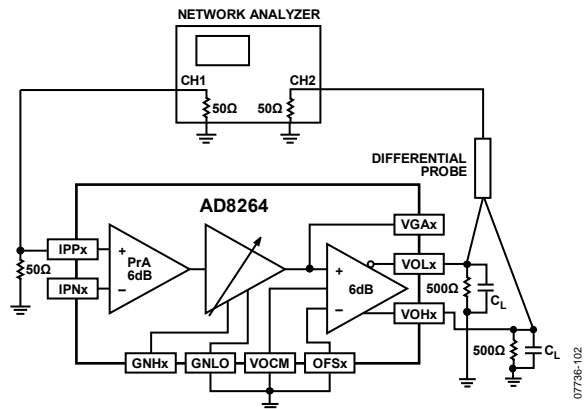 NETWORK ANALYZER
CH1
CH2
50Ω
50Ω
DIFFERENTIAL
PROBE
AD8264
VGAx
IPPx
+
PrA
6dB
–
50Ω
IPNx
+
6dB
–
VOLx
500Ω
CL
VOHx
500Ω
CL
GNHx
GNLO
VOCM
OFSx
07736-102